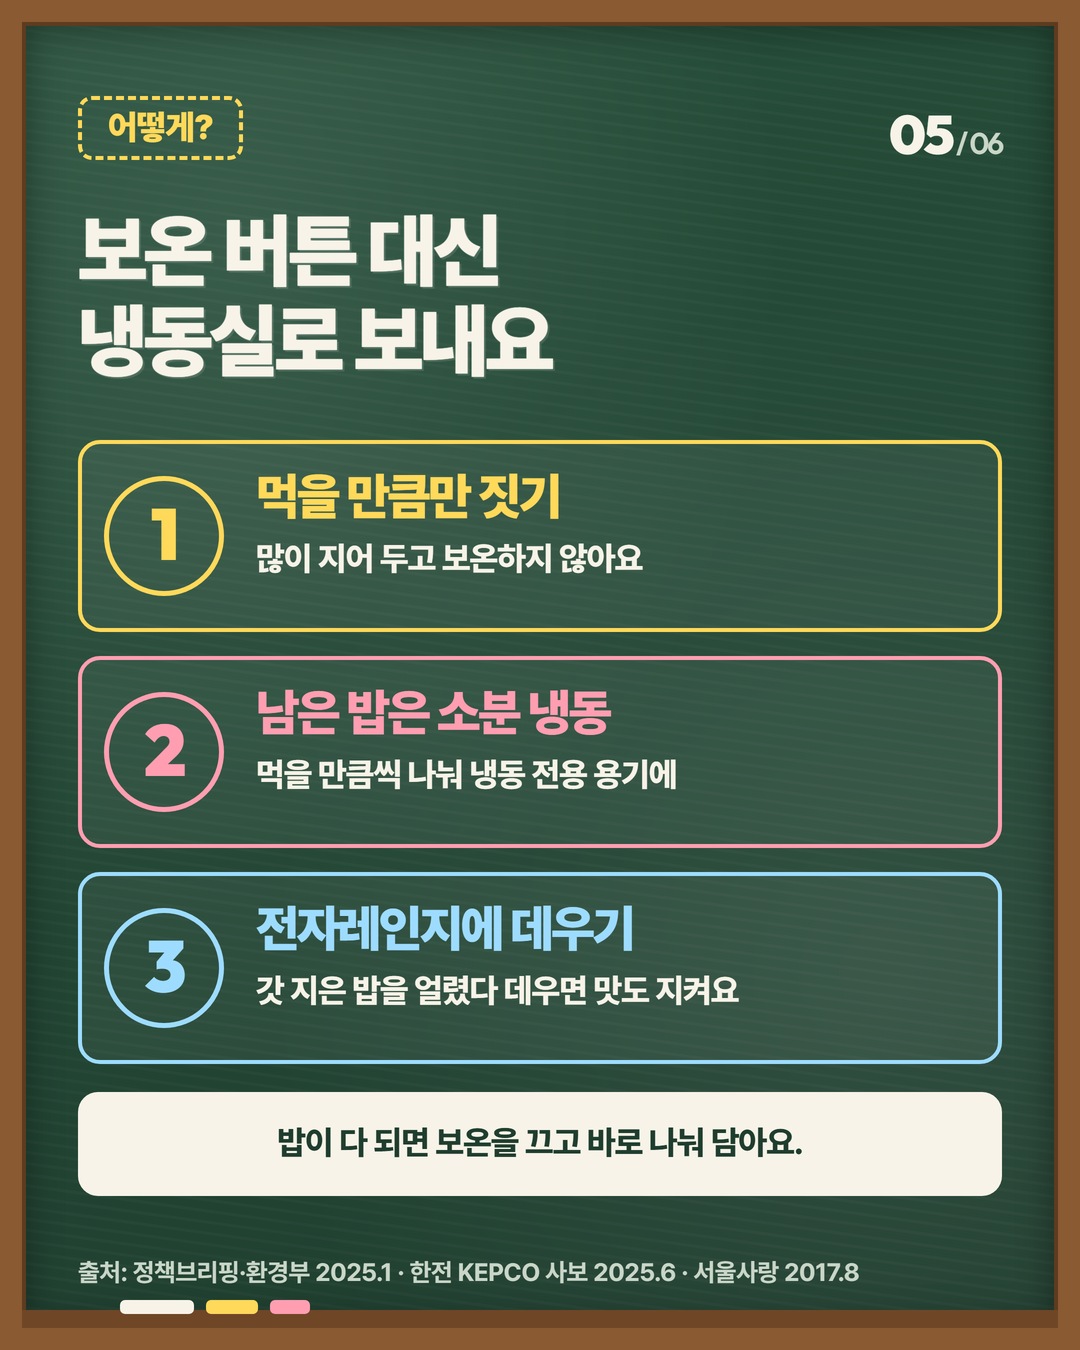 어떻게?
05/06
보온 버튼 대신
냉동실로 보내요
1
먹을 만큼만 짓기
많이 지어 두고 보온하지 않아요
2
남은 밥은 소분 냉동
먹을 만큼씩 나눠 냉동 전용 용기에
3
전자레인지에 데우기
갓 지은 밥을 얼렸다 데우면 맛도 지켜요
밥이 다 되면 보온을 끄고 바로 나눠 담아요.
출처: 정책브리핑·환경부 2025.1 · 한전 KEPCO 사보 2025.6 · 서울사랑 2017.8